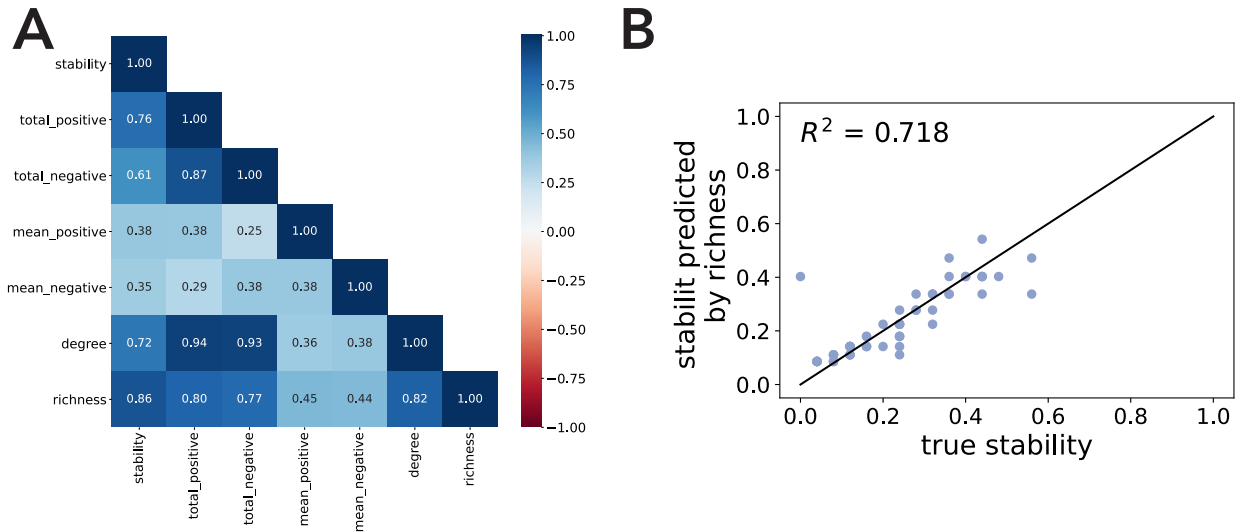 A
stability 1.00
total_positive 0.76 1.00
total_negative 0.61 0.87 1.00
mean_positive 0.38 0.38 0.25 1.00
mean_negative 0.35 0.29 0.38 0.38 1.00
degree 0.72 0.94 0.93 0.36 0.38 1.00
richness 0.86 0.80 0.77 0.45 0.44 0.82 1.00
stability total_positive total_negative mean_positive mean_negative degree richness
1.00
0.75
0.50
0.25
0.00
−0.25
−0.50
−0.75
−1.00
B
R² = 0.718
stabilit predicted
by richness
1.0
0.8
0.6
0.4
0.2
0.0
0.0 0.2 0.4 0.6 0.8 1.0
true stability